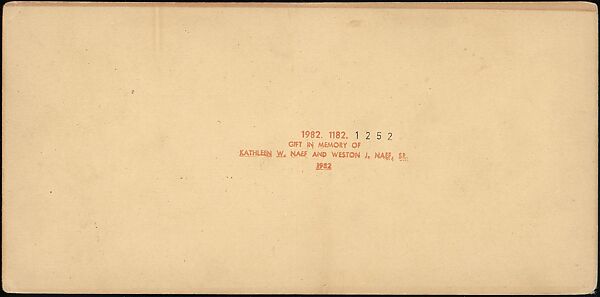 1982. 1182. 1252
GIFT IN MEMORY OF
KATHLEEN W. NAEF AND WESTON J. NAEF, SR.
1982